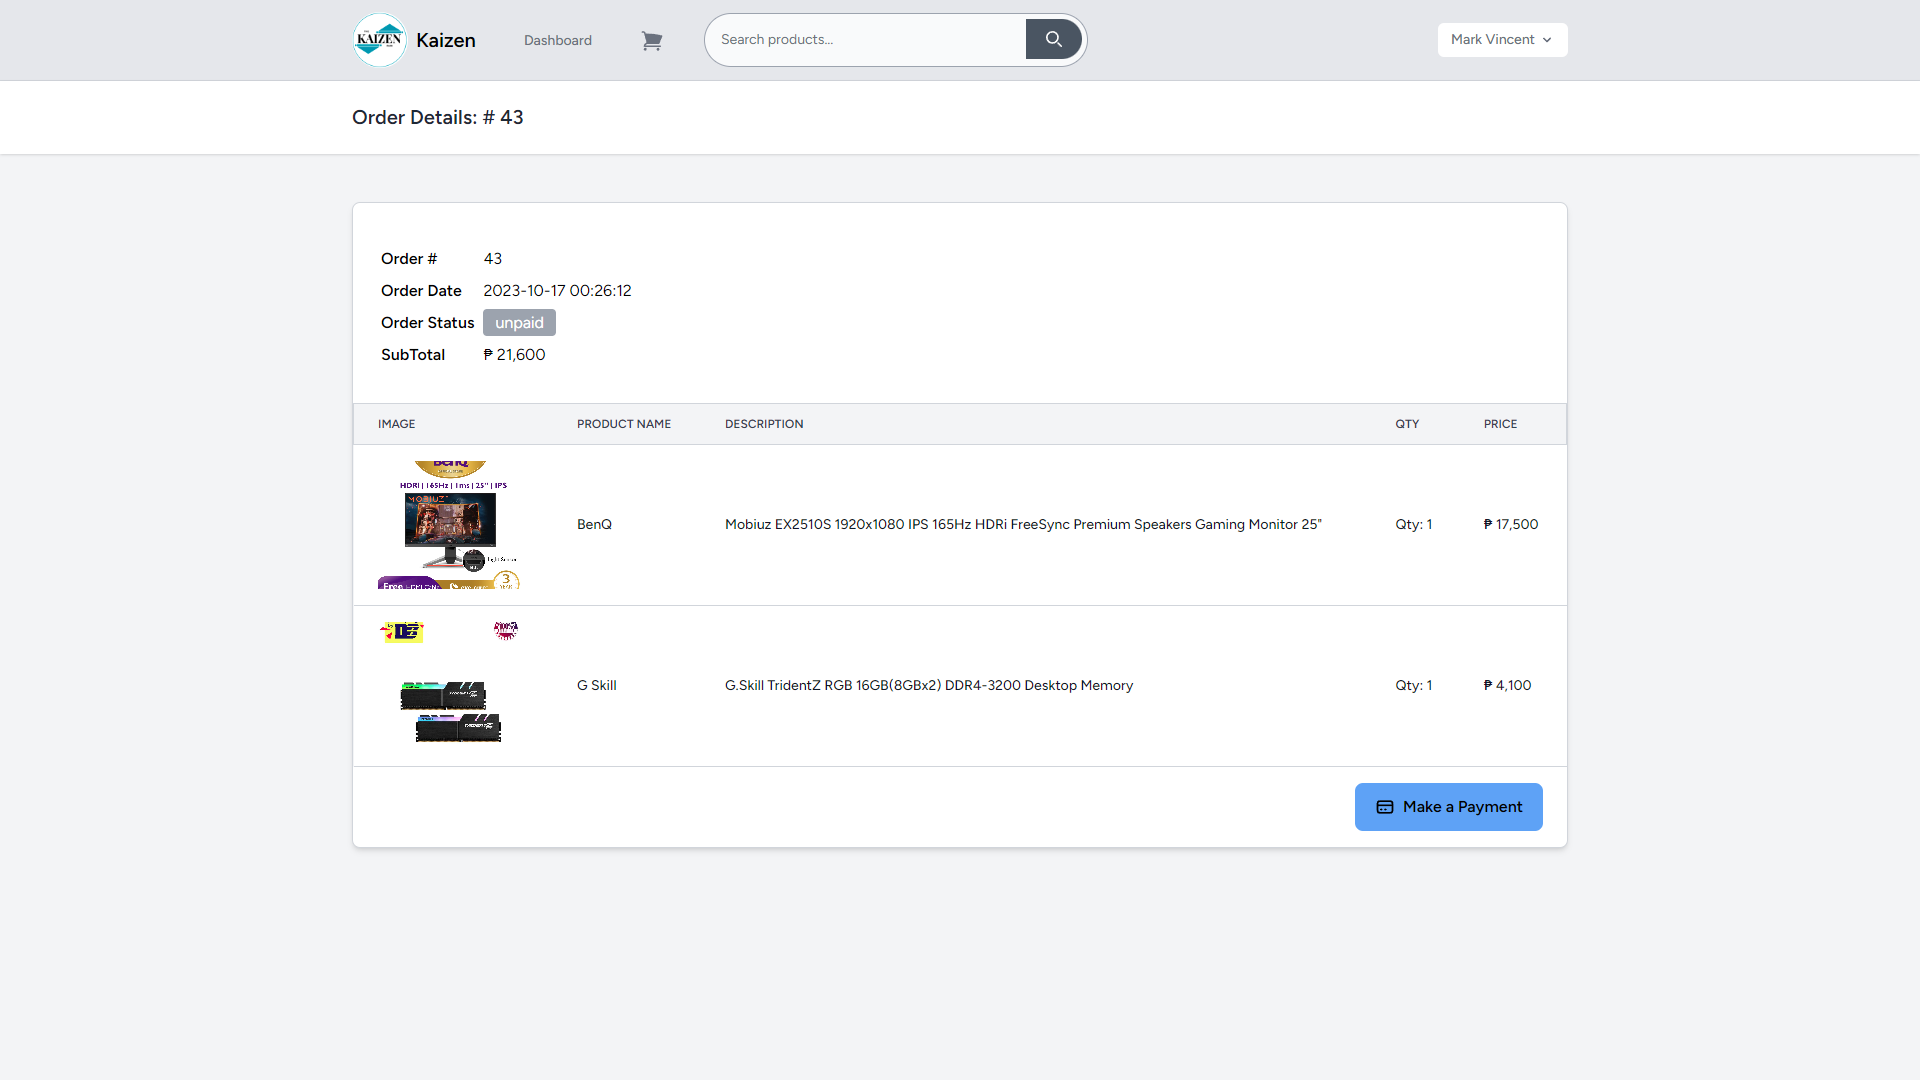 KAIZEN Kaizen Dashboard Search products... Mark Vincent
Order Details: # 43
Order # 43
Order Date 2023-10-17 00:26:12
Order Status unpaid
SubTotal ₱ 21,600
IMAGE PRODUCT NAME DESCRIPTION QTY PRICE
BenQ
HDRi | 165Hz | 1ms | 25" | IPS
MOBIUZ
Free
3
BenQ Mobiuz EX2510S 1920x1080 IPS 165Hz HDRi FreeSync Premium Speakers Gaming Monitor 25" Qty: 1 ₱ 17,500
G Skill G.Skill TridentZ RGB 16GB(8GBx2) DDR4-3200 Desktop Memory Qty: 1 ₱ 4,100
Make a Payment